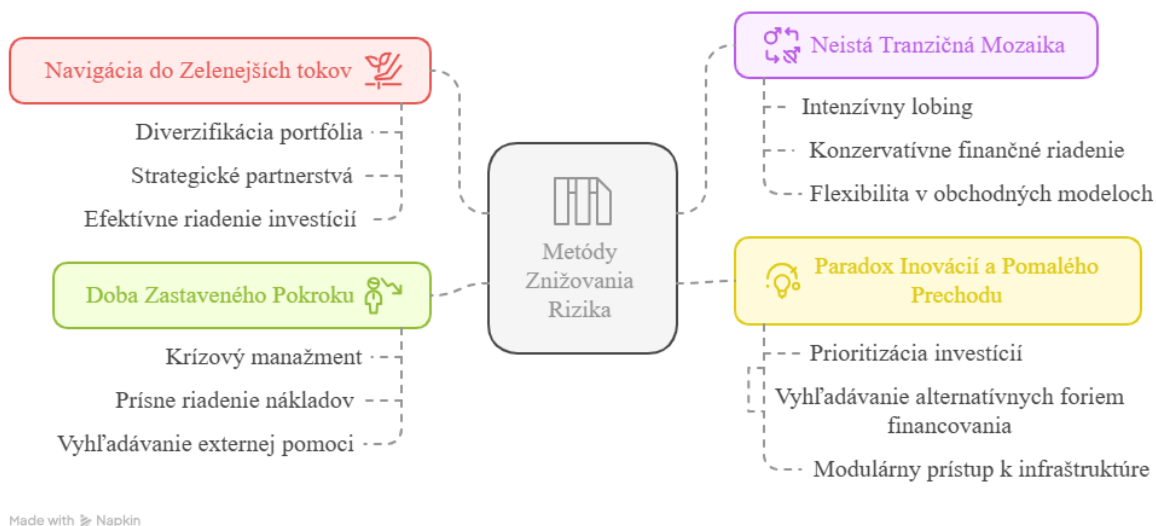 Navigácia do Zelenejších tokov
Diverzifikácia portfólia
Strategické partnerstvá
Efektívne riadenie investícií
Doba Zastaveného Pokroku
Krízový manažment
Prísne riadenie nákladov
Vyhľadávanie externej pomoci
Metódy
Znižovania
Rizika
Neistá Tranzičná Mozaika
Intenzívny lobing
Konzervatívne finančné riadenie
Flexibilita v obchodných modeloch
Paradox Inovácií a Pomalého
Prechodu
Prioritizácia investícií
Vyhľadávanie alternatívnych foriem
financovania
Modulárny prístup k infraštruktúre
Made with Napkin